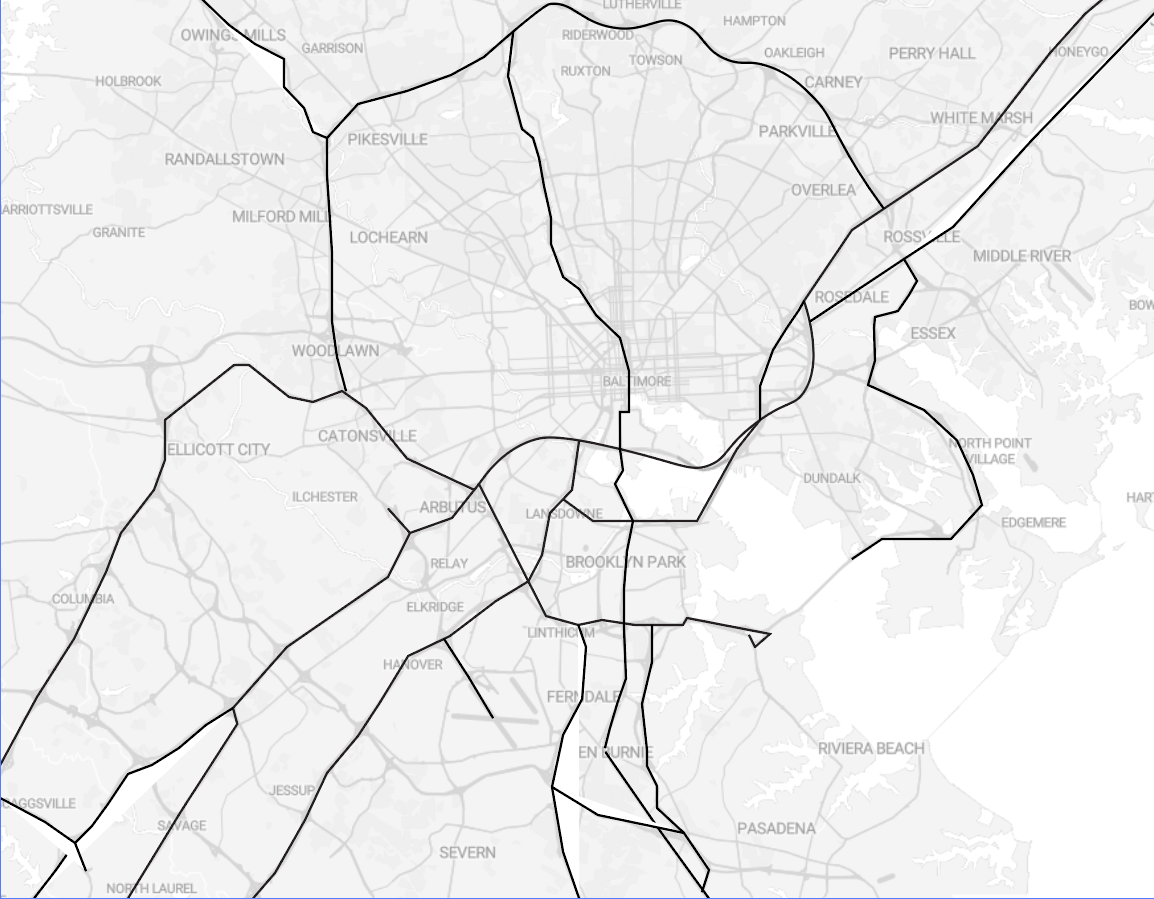 LUTHERVILLE
HAMPTON
OWINGS MILLS
RIDERWOOD
GARRISON
HONEYGO
OAKLEIGH
PERRY HALL
TOWSON
RUXTON
HOLBROOK
CARNEY
WHITE MARSH
PARKVILLE
PIKESVILLE
RANDALLSTOWN
OVERLEA
ARRIOTTSVILLE
MILFORD MILL
GRANITE
LOCHEARN
ROSSVILLE
MIDDLE RIVER
ROSEDALE
BOW
ESSEX
WOODLAWN
BALTIMORE
CATONSVILLE
NORTH POINT
VILLAGE
ELLICOTT CITY
DUNDALK
ILCHESTER
HART
ARBUTUS
LANSDOWNE
EDGEMERE
RELAY
BROOKLYN PARK
COLUMBIA
ELKRIDGE
LINTHICUM
HANOVER
FERNDALE
EN BURNIE
RIVIERA BEACH
JESSUP
CAGGSVILLE
SAVAGE
PASADENA
SEVERN
NORTH LAUREL